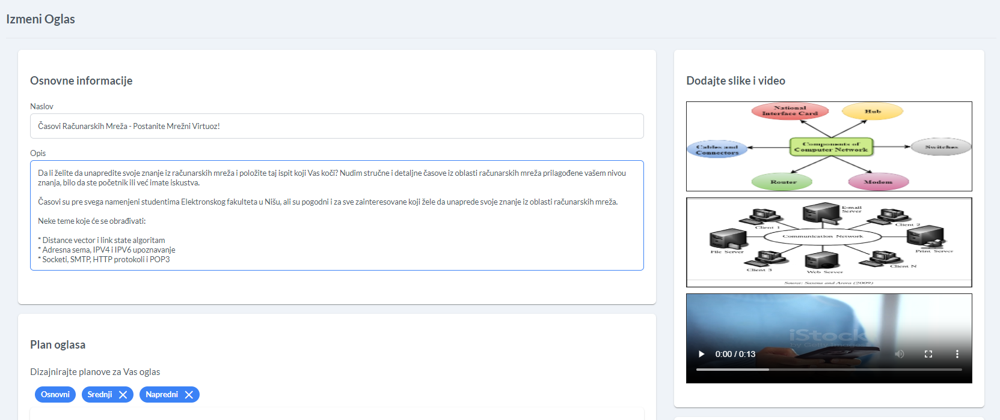 Izmeni Oglas
Osnovne informacije
Naslov
Časovi Računarskih Mreža - Postanite Mrežni Virtuoz!
Opis
Da li želite da unapredite svoje znanje iz računarskih mreža i položite taj ispit koji Vas koči? Nudim stručne i detaljne časove iz oblasti računarskih mreža prilagođene vašem nivou
znanja, bilo da ste početnik ili već imate iskustva.
Časovi su pre svega namenjeni studentima Elektronskog fakulteta u Nišu, ali su pogodni i za sve zainteresovane koji žele da unaprede svoje znanje iz oblasti računarskih mreža.
Neke teme koje će se obrađivati:
* Distance vector i link state algoritam
* Adresna sema, IPV4 i IPV6 upoznavanje
* Socketi, SMTP, HTTP protokoli i POP3
Plan oglasa
Dizajnirajte planove za Vas oglas
Osnovni
Srednji
Napredni
Dodajte slike i video
National
Interface Card
Hub
Cables and
Connectors
Components of
Computer Network
Switches
Router
Modem
E-mail
Server
Client 1
Client 2
Communication Network
File Server
Print Server
Client 3
Web Server
Client N
Source: Saxena and Arora (2009)
iStock
by Getty Images
0:00 / 0:13